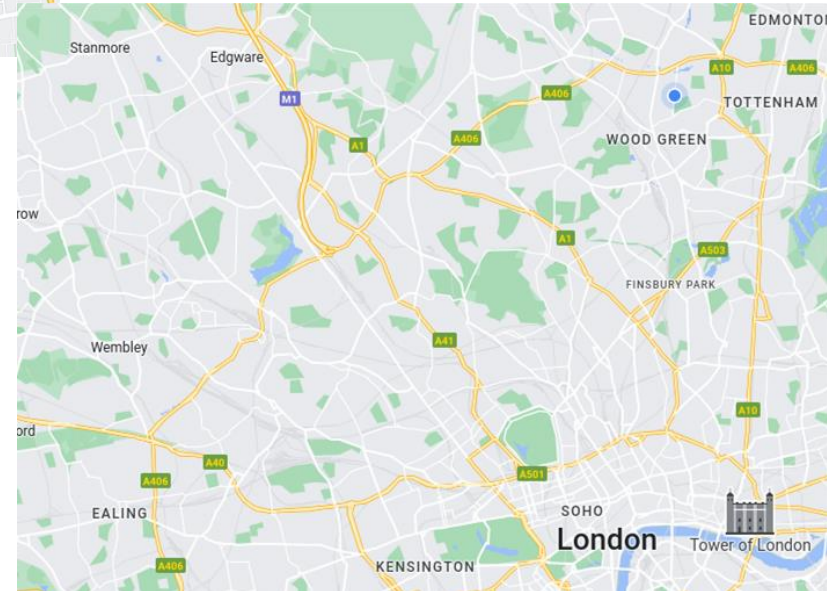 EDMONTO
Stanmore
Edgware
A10
A406
M1
A406
TOTTENHAM
A406
WOOD GREEN
A1
row
A1
A503
FINSBURY PARK
A41
Wembley
A10
ord
A40
A501
A406
EALING
SOHO
London
Tower of London
A406
KENSINGTON